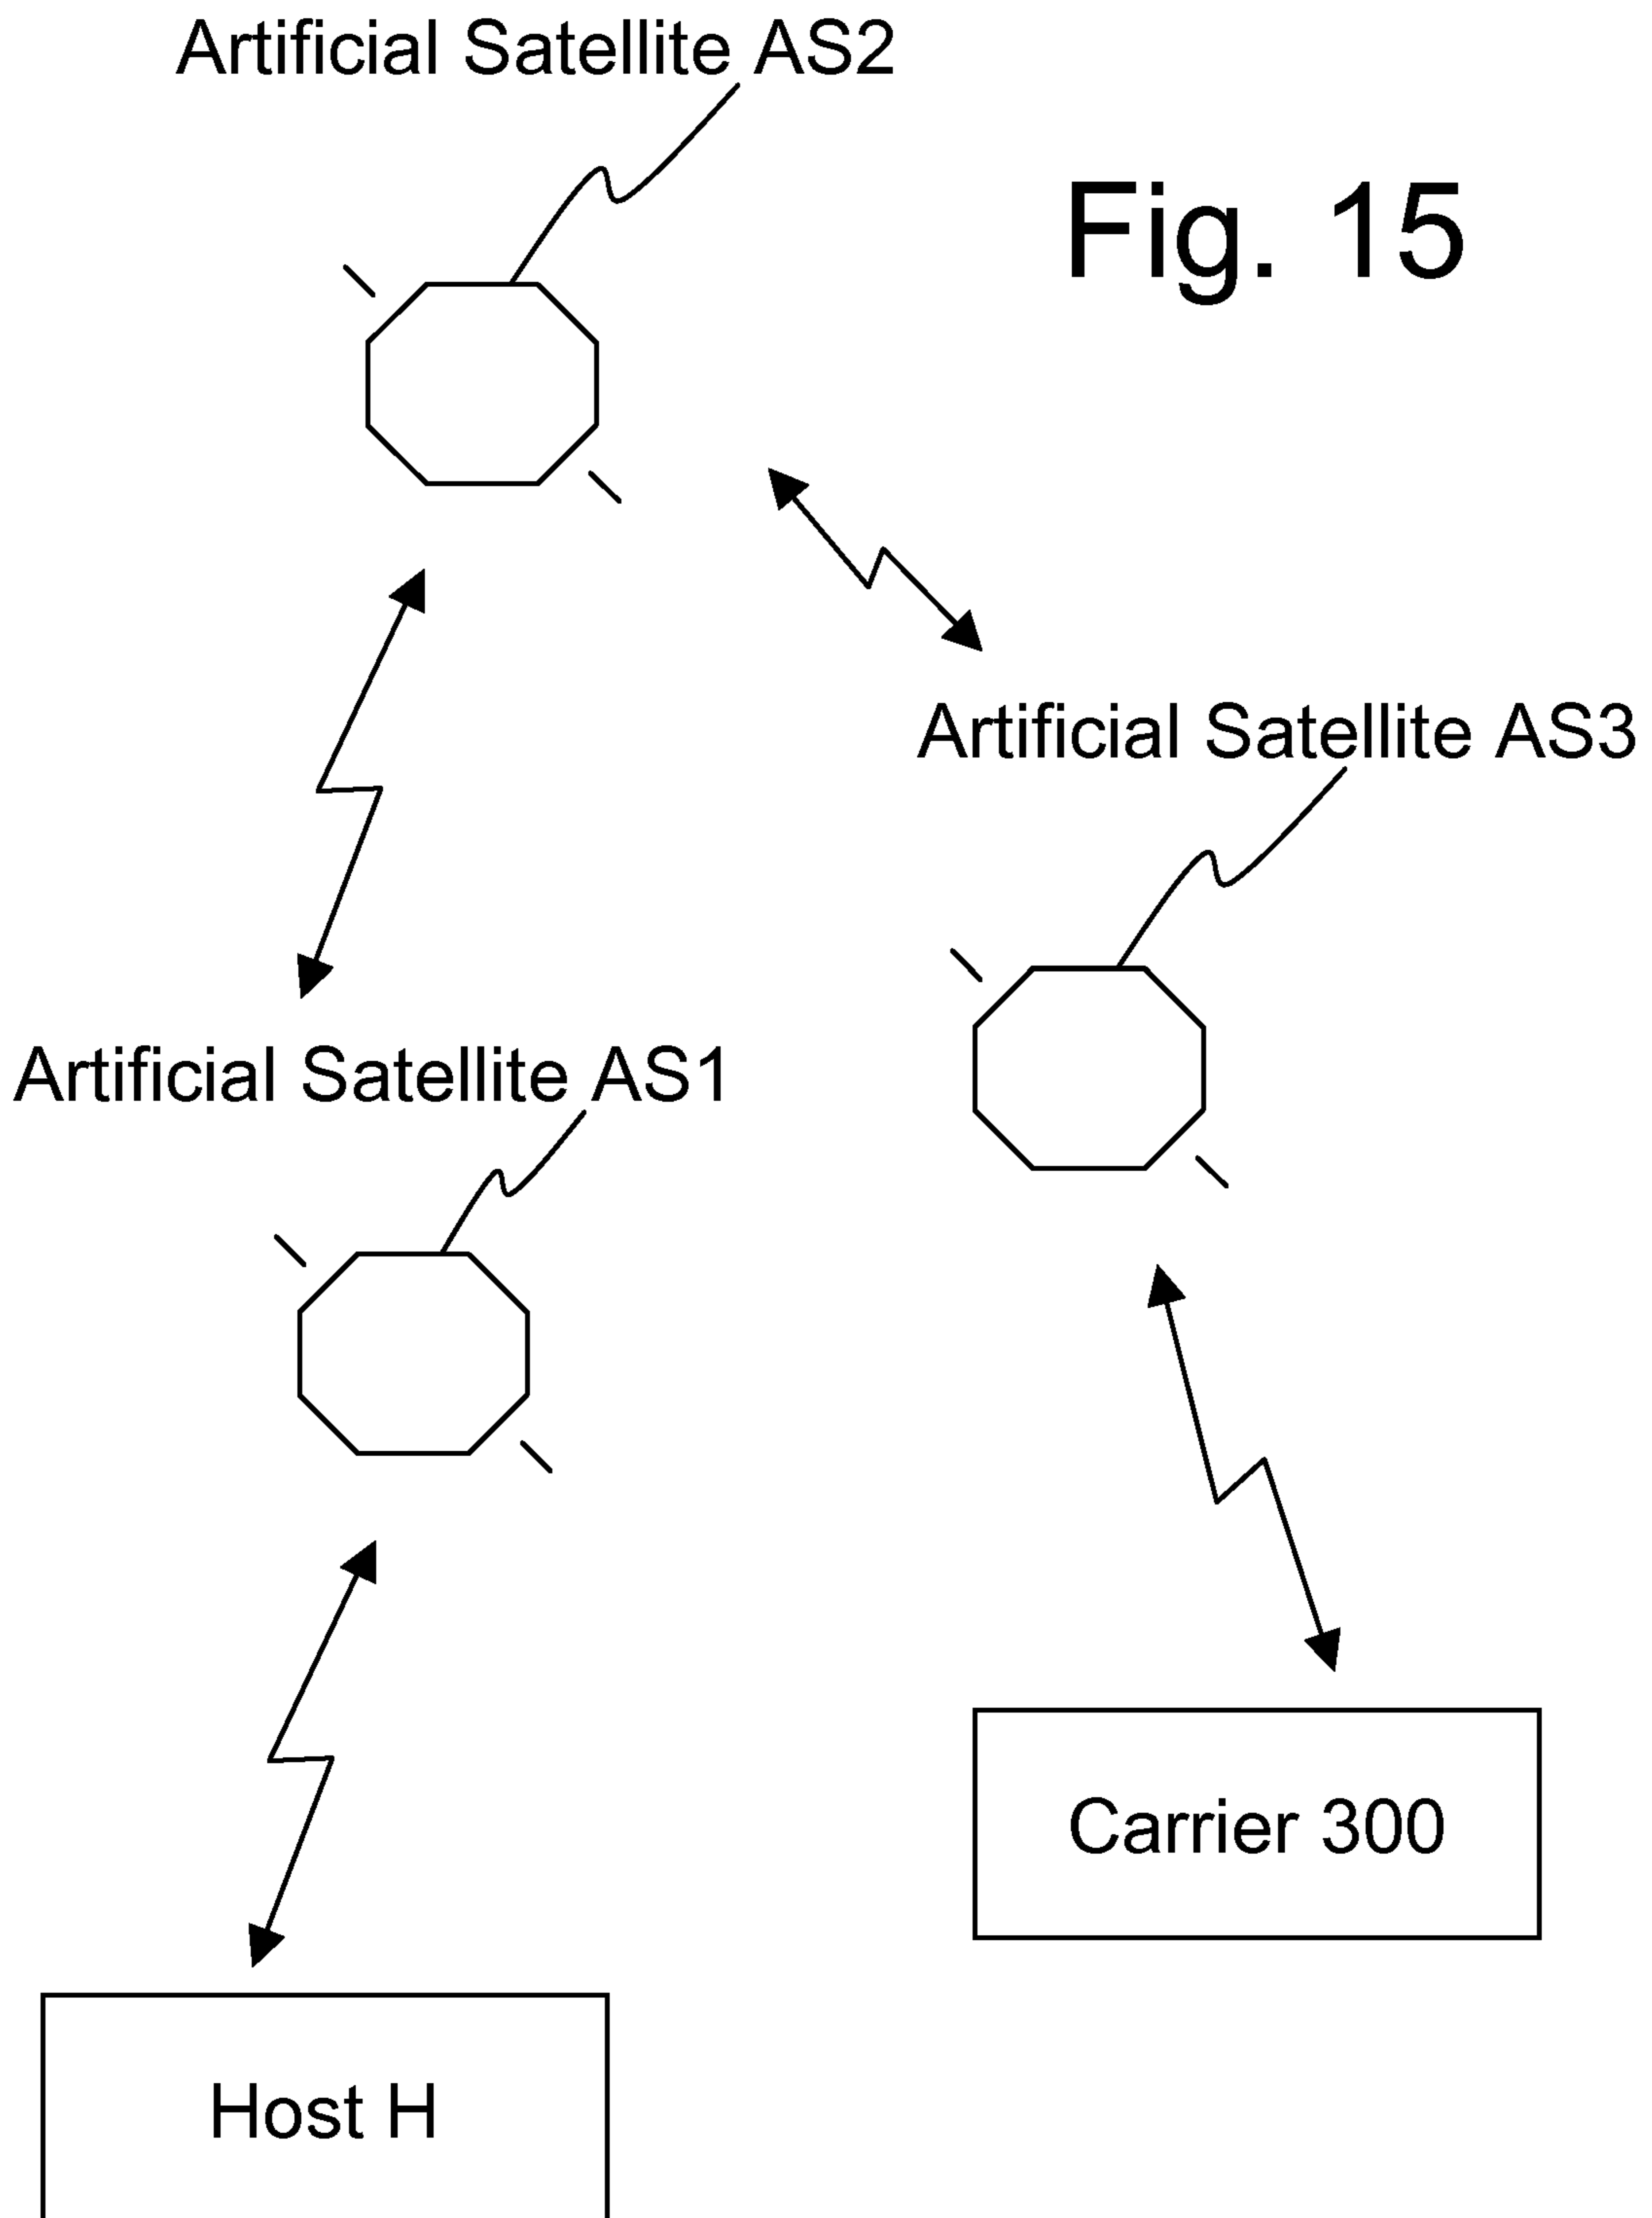 Artificial Satellite AS2
Fig. 15
Artificial Satellite AS3
Artificial Satellite AS1
Carrier 300
Host H